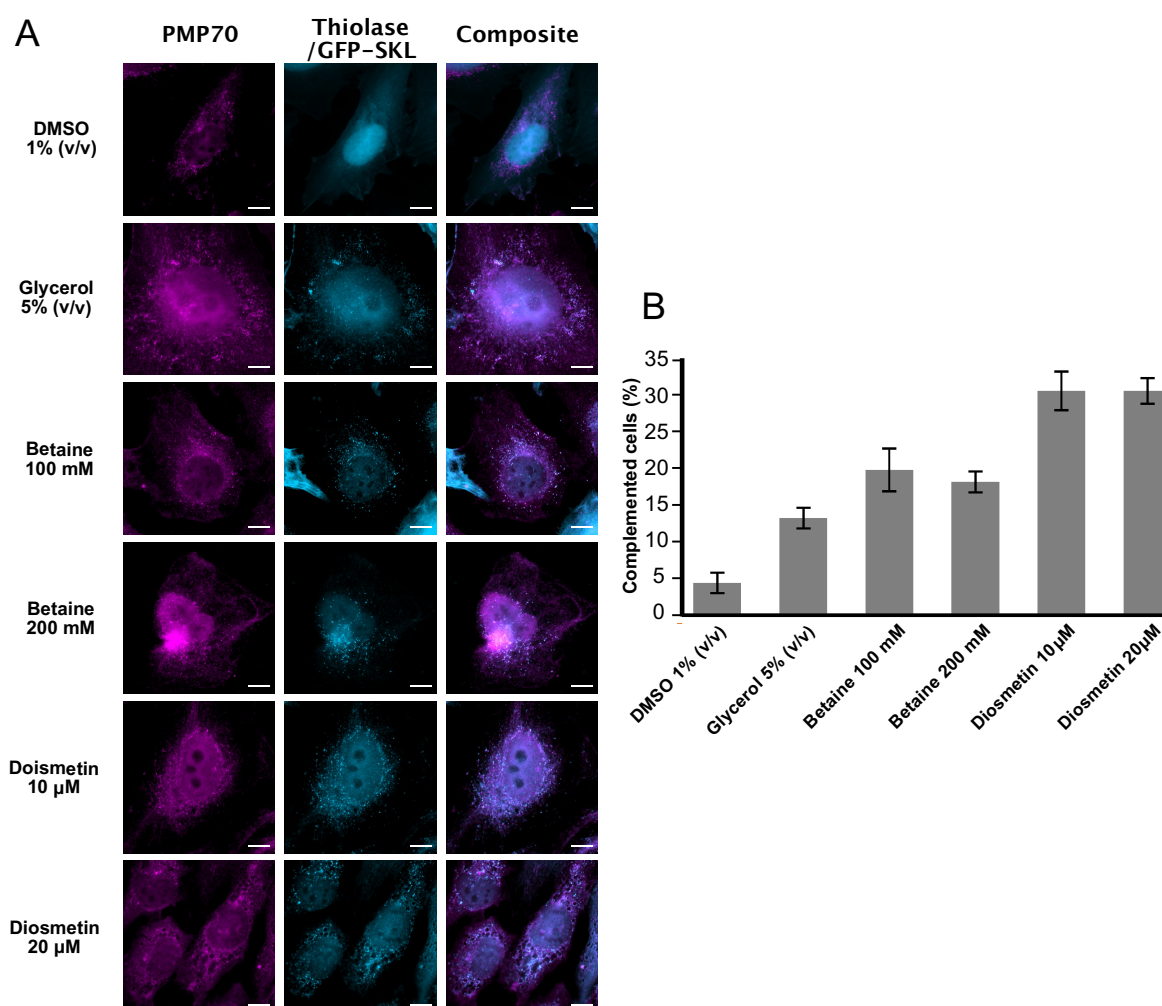 A
PMP70
Thiolase
/GFP-SKL
Composite
DMSO
1% (v/v)
Glycerol
5% (v/v)
Betaine
100 mM
Betaine
200 mM
Doismetin
10 µM
Diosmetin
20 µM
B
Complemented cells (%)
35
30
25
20
15
10
5
0
DMSO 1% (v/v)
Glycerol 5% (v/v)
Betaine 100 mM
Betaine 200 mM
Diosmetin 10µM
Diosmetin 20µM